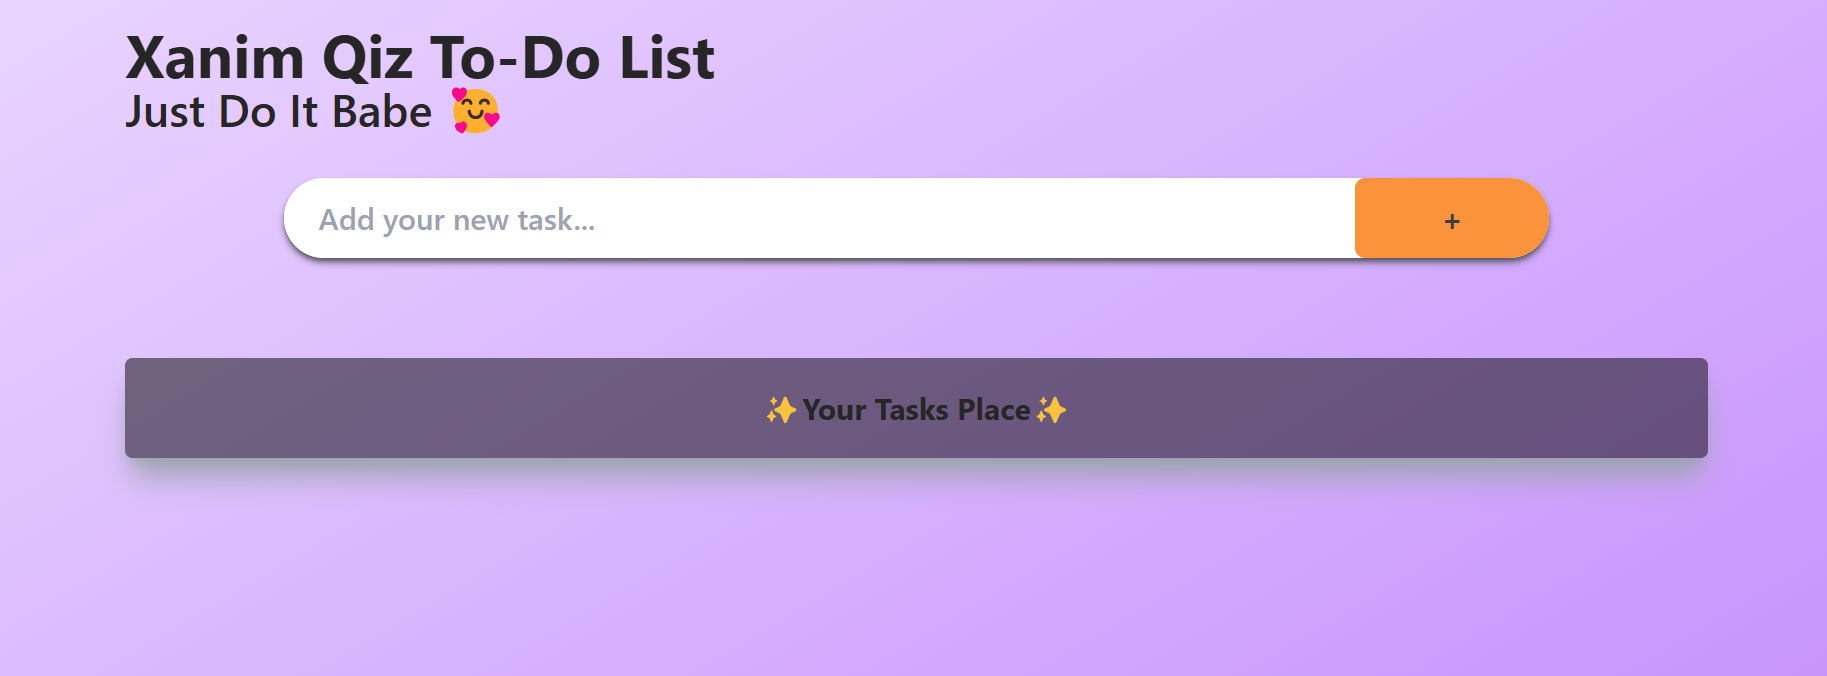 Xanim Qiz To-Do List
Just Do It Babe 🥰
Add your new task...
+
✨Your Tasks Place✨